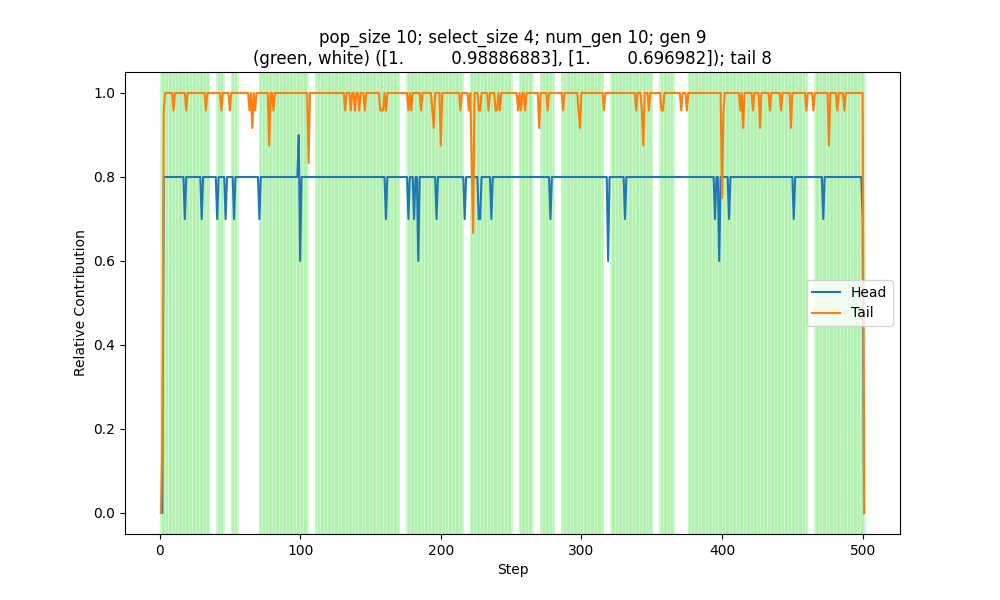 pop_size 10; select_size 4; num_gen 10; gen 9
(green, white) ([1.         0.98886883], [1.       0.696982]); tail 8
1.0
0.8
0.6
0.4
0.2
0.0
Relative Contribution
Head
Tail
0
100
200
300
400
500
Step